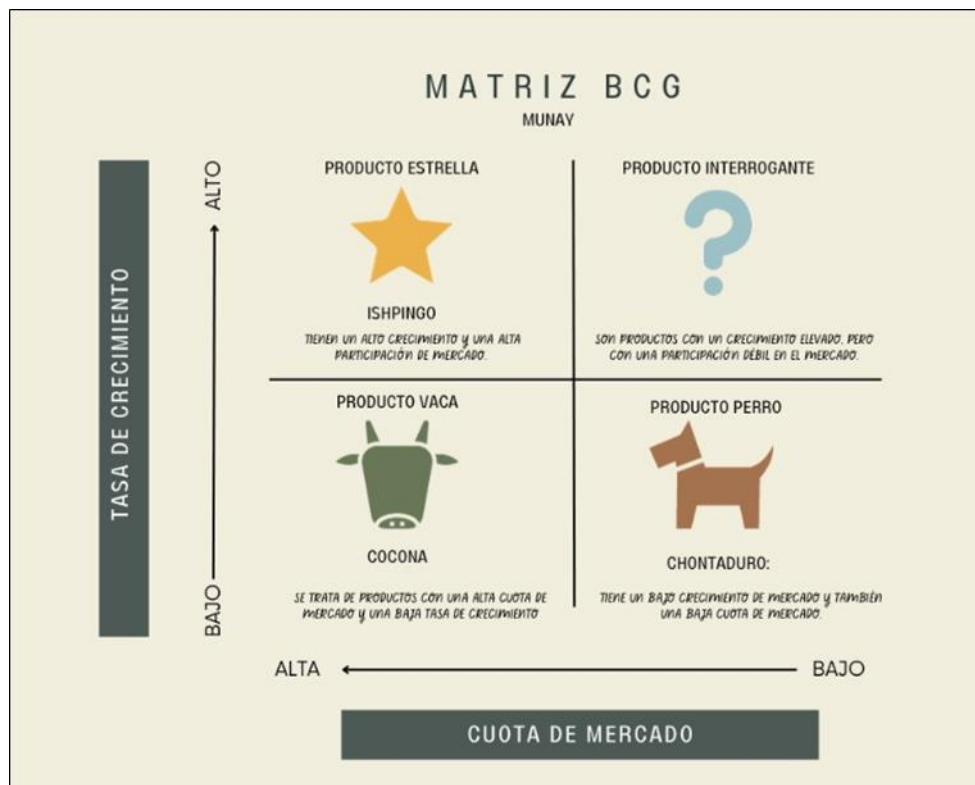 MATRIZ BCG
MUNAY
TASA DE CRECIMIENTO
ALTO
BAJO
PRODUCTO ESTRELLA
ISHPINGO
TIENEN UN ALTO CRECIMIENTO Y UNA ALTA
PARTICIPACIÓN DE MERCADO.
PRODUCTO INTERROGANTE
?
SON PRODUCTOS CON UN CRECIMIENTO ELEVADO, PERO
CON UNA PARTICIPACIÓN DÉBIL EN EL MERCADO.
PRODUCTO VACA
COCONA
SE TRATA DE PRODUCTOS CON UNA ALTA CUOTA DE
MERCADO Y UNA BAJA TASA DE CRECIMIENTO
PRODUCTO PERRO
CHONTADURO:
TIENE UN BAJO CRECIMIENTO DE MERCADO Y TAMBIÉN
UNA BAJA CUOTA DE MERCADO.
ALTA
BAJO
CUOTA DE MERCADO